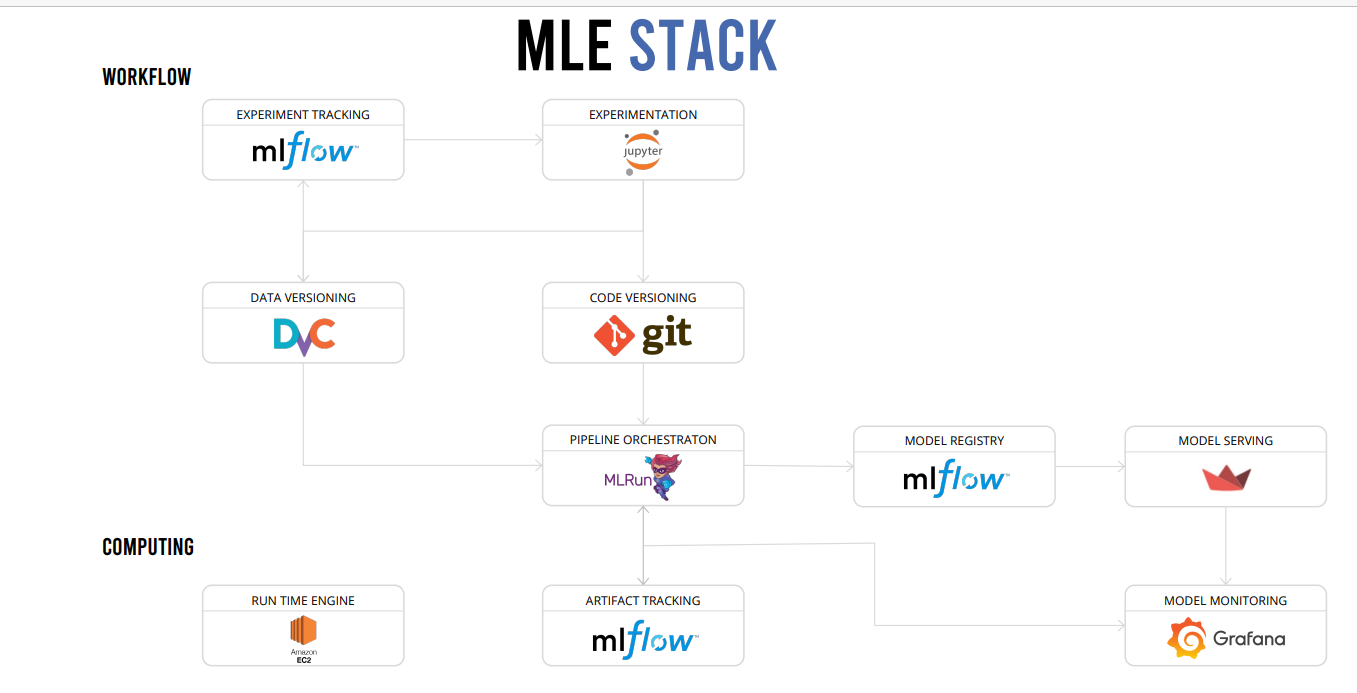 MLE STACK
WORKFLOW
EXPERIMENT TRACKING
mlflow™
EXPERIMENTATION
jupyter
DATA VERSIONING
DVC
CODE VERSIONING
git
PIPELINE ORCHESTRATON
MLRun
MODEL REGISTRY
mlflow™
MODEL SERVING
COMPUTING
RUN TIME ENGINE
Amazon
EC2
ARTIFACT TRACKING
mlflow™
MODEL MONITORING
Grafana